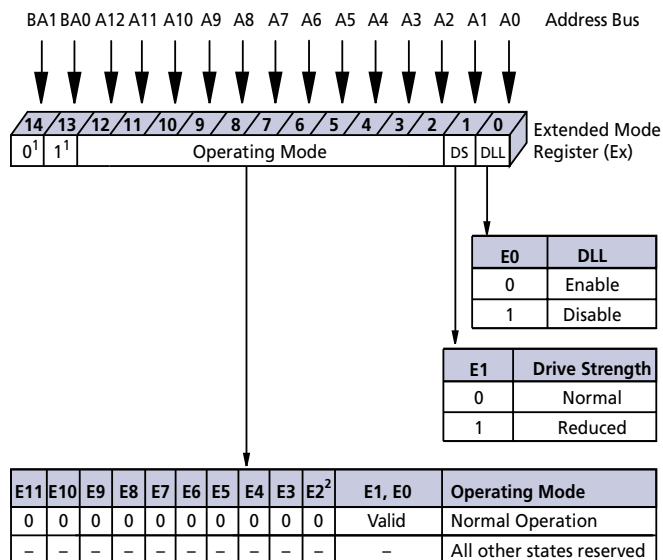 BA1 BA0 A12 A11 A10 A9 A8 A7 A6 A5 A4 A3 A2 A1 A0 Address Bus
14 13 12 11 10 9 8 7 6 5 4 3 2 1 0
Extended Mode
Register (Ex)
0¹ 1¹ Operating Mode DS DLL
E0 DLL
0 Enable
1 Disable
E1 Drive Strength
0 Normal
1 Reduced
E11 E10 E9 E8 E7 E6 E5 E4 E3 E2² E1, E0 Operating Mode
0 0 0 0 0 0 0 0 0 0 Valid Normal Operation
– – – – – – – – – – – All other states reserved